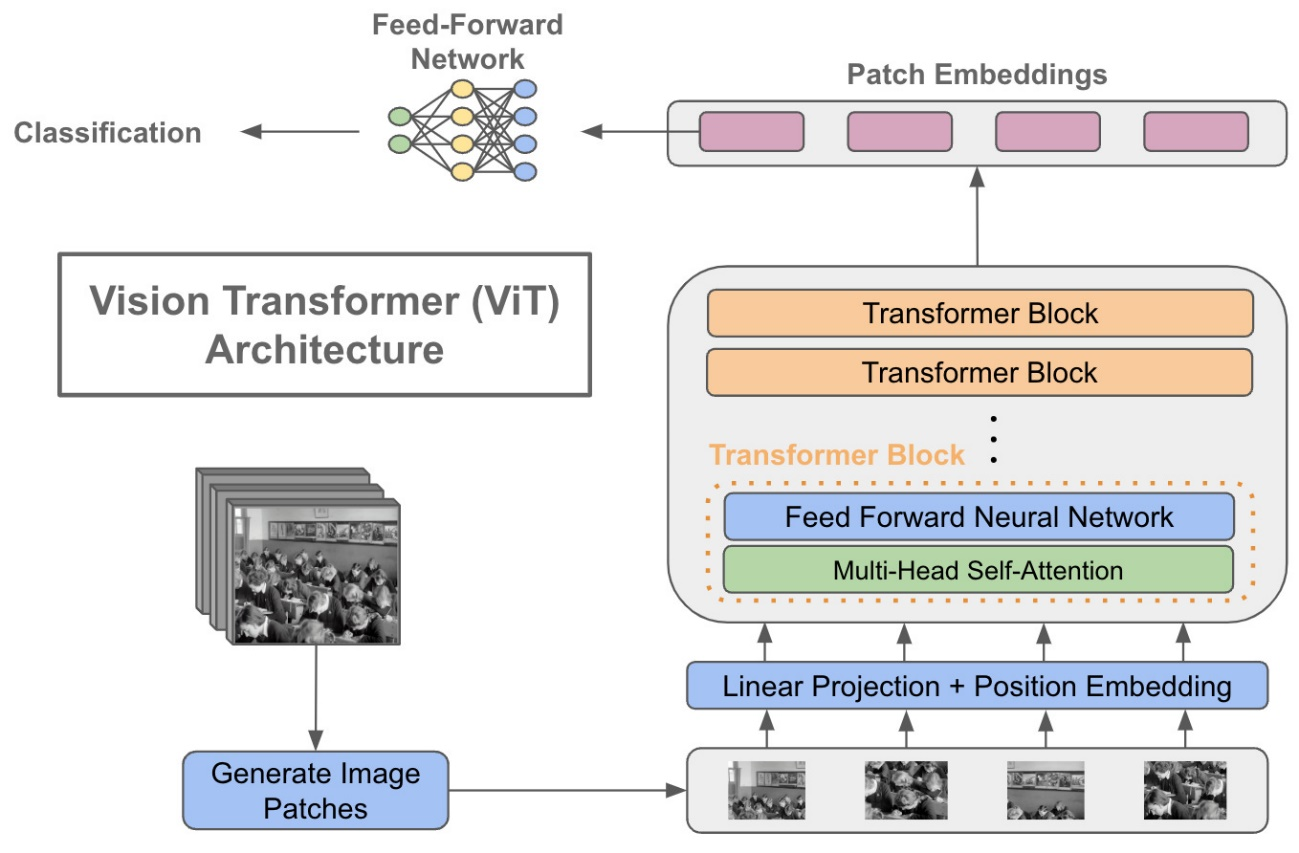 Feed-Forward
Network
Patch Embeddings
Classification
Vision Transformer (ViT)
Architecture
Transformer Block
Transformer Block
Transformer Block
Feed Forward Neural Network
Multi-Head Self-Attention
Linear Projection + Position Embedding
Generate Image
Patches